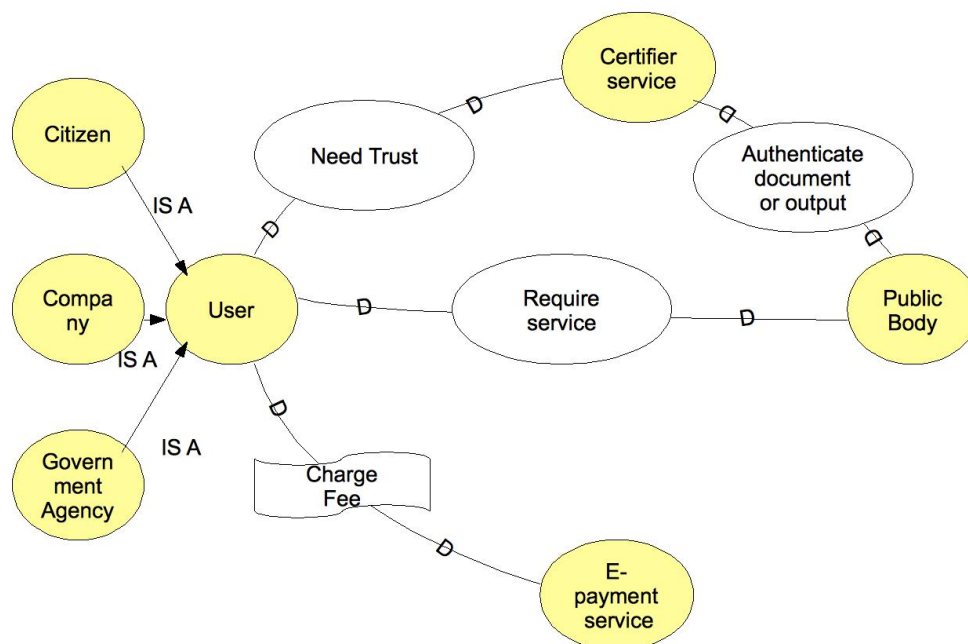 Certifier
service
D
D
Citizen
Need Trust
Authenticate
document
or output
IS A
D
D
Compa
ny
User
D
Require
service
D
Public
Body
IS A
D
IS A
Govern
ment
Agency
Charge
Fee
D
E-
payment
service